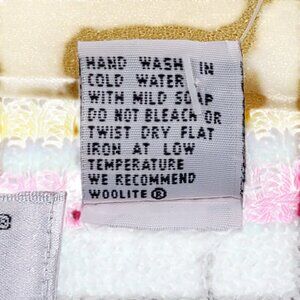 HAND WASH IN
COLD WATER
WITH MILD SOAP
DO NOT BLEACH OR
TWIST DRY FLAT
IRON AT LOW
TEMPERATURE
WE RECOMMEND
WOOLITE®
®